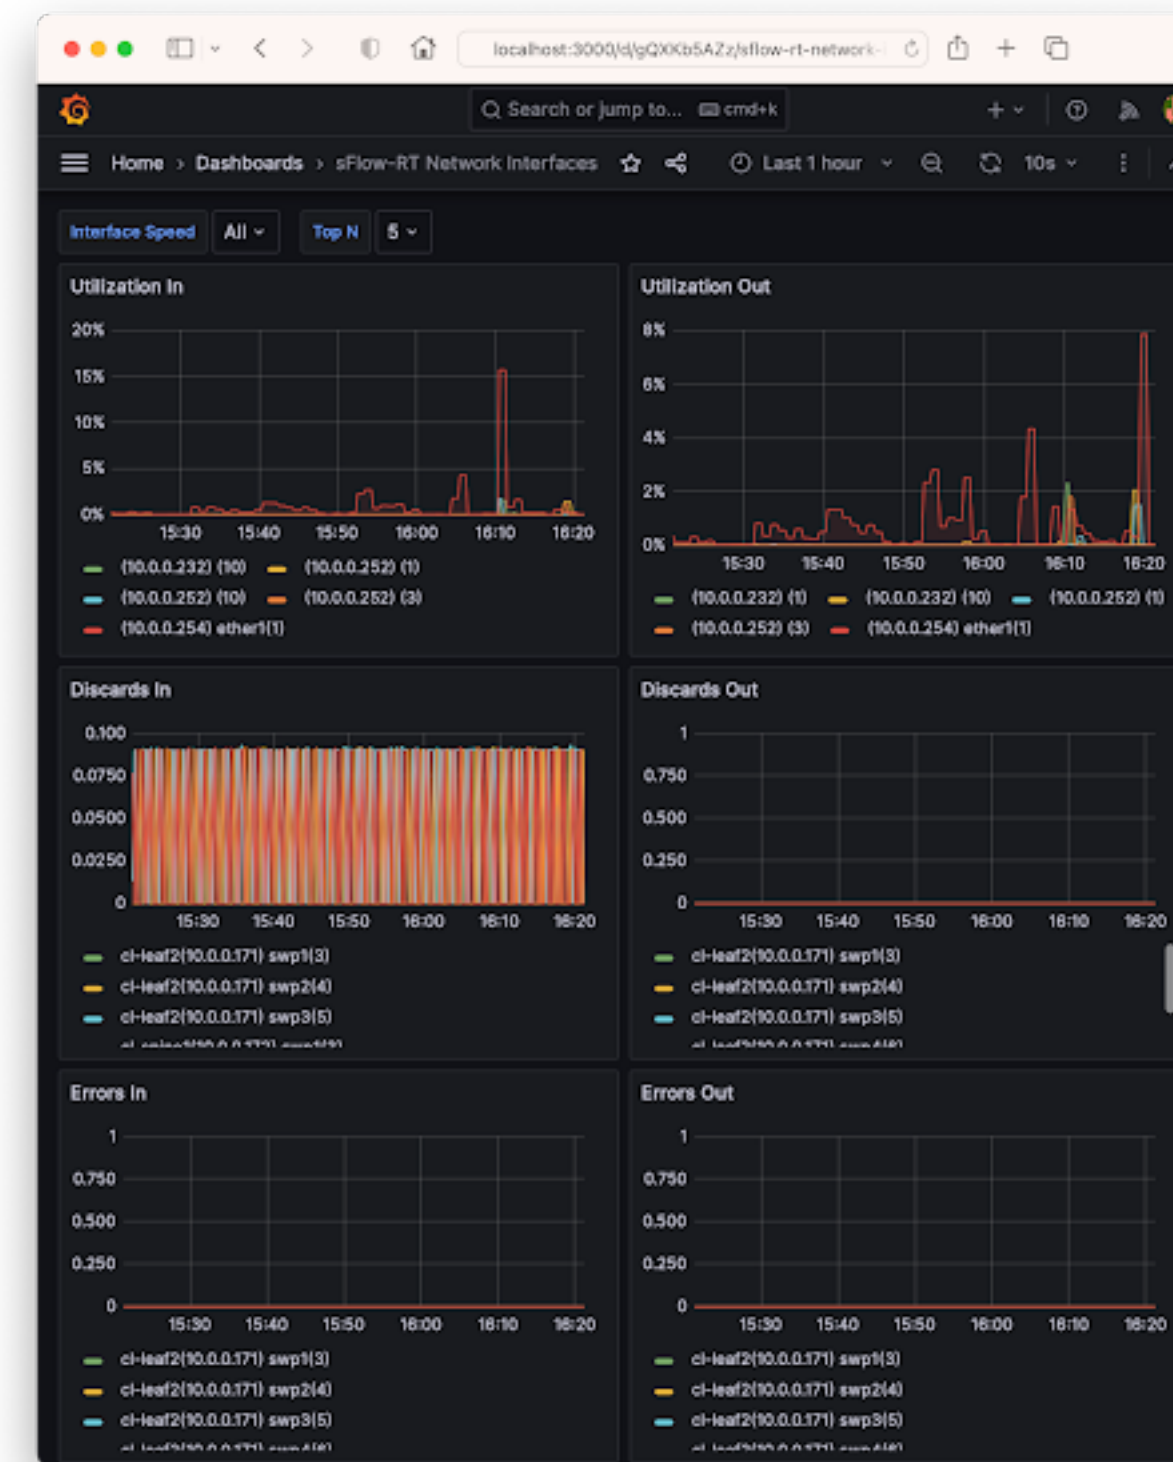 localhost:3000/d/gQXKb5AZz/sflow-rt-network-
Search or jump to... cmd+k
Home › Dashboards › sFlow-RT Network Interfaces Last 1 hour 10s
Interface Speed All Top N 5
Utilization In
20%
15%
10%
5%
0%
15:30 15:40 15:50 16:00 16:10 16:20
(10.0.0.232) (10) (10.0.0.252) (1)
(10.0.0.252) (10) (10.0.0.252) (3)
(10.0.0.254) ether1(1)
Utilization Out
8%
6%
4%
2%
0%
15:30 15:40 15:50 16:00 16:10 16:20
(10.0.0.232) (1) (10.0.0.232) (10) (10.0.0.252) (1)
(10.0.0.252) (3) (10.0.0.254) ether1(1)
Discards In
0.100
0.0750
0.0500
0.0250
0
15:30 15:40 15:50 16:00 16:10 16:20
cl-leaf2(10.0.0.171) swp1(3)
cl-leaf2(10.0.0.171) swp2(4)
cl-leaf2(10.0.0.171) swp3(5)
Discards Out
1
0.750
0.500
0.250
0
15:30 15:40 15:50 16:00 16:10 16:20
cl-leaf2(10.0.0.171) swp1(3)
cl-leaf2(10.0.0.171) swp2(4)
cl-leaf2(10.0.0.171) swp3(5)
Errors In
1
0.750
0.500
0.250
0
15:30 15:40 15:50 16:00 16:10 16:20
cl-leaf2(10.0.0.171) swp1(3)
cl-leaf2(10.0.0.171) swp2(4)
cl-leaf2(10.0.0.171) swp3(5)
Errors Out
1
0.750
0.500
0.250
0
15:30 15:40 15:50 16:00 16:10 16:20
cl-leaf2(10.0.0.171) swp1(3)
cl-leaf2(10.0.0.171) swp2(4)
cl-leaf2(10.0.0.171) swp3(5)